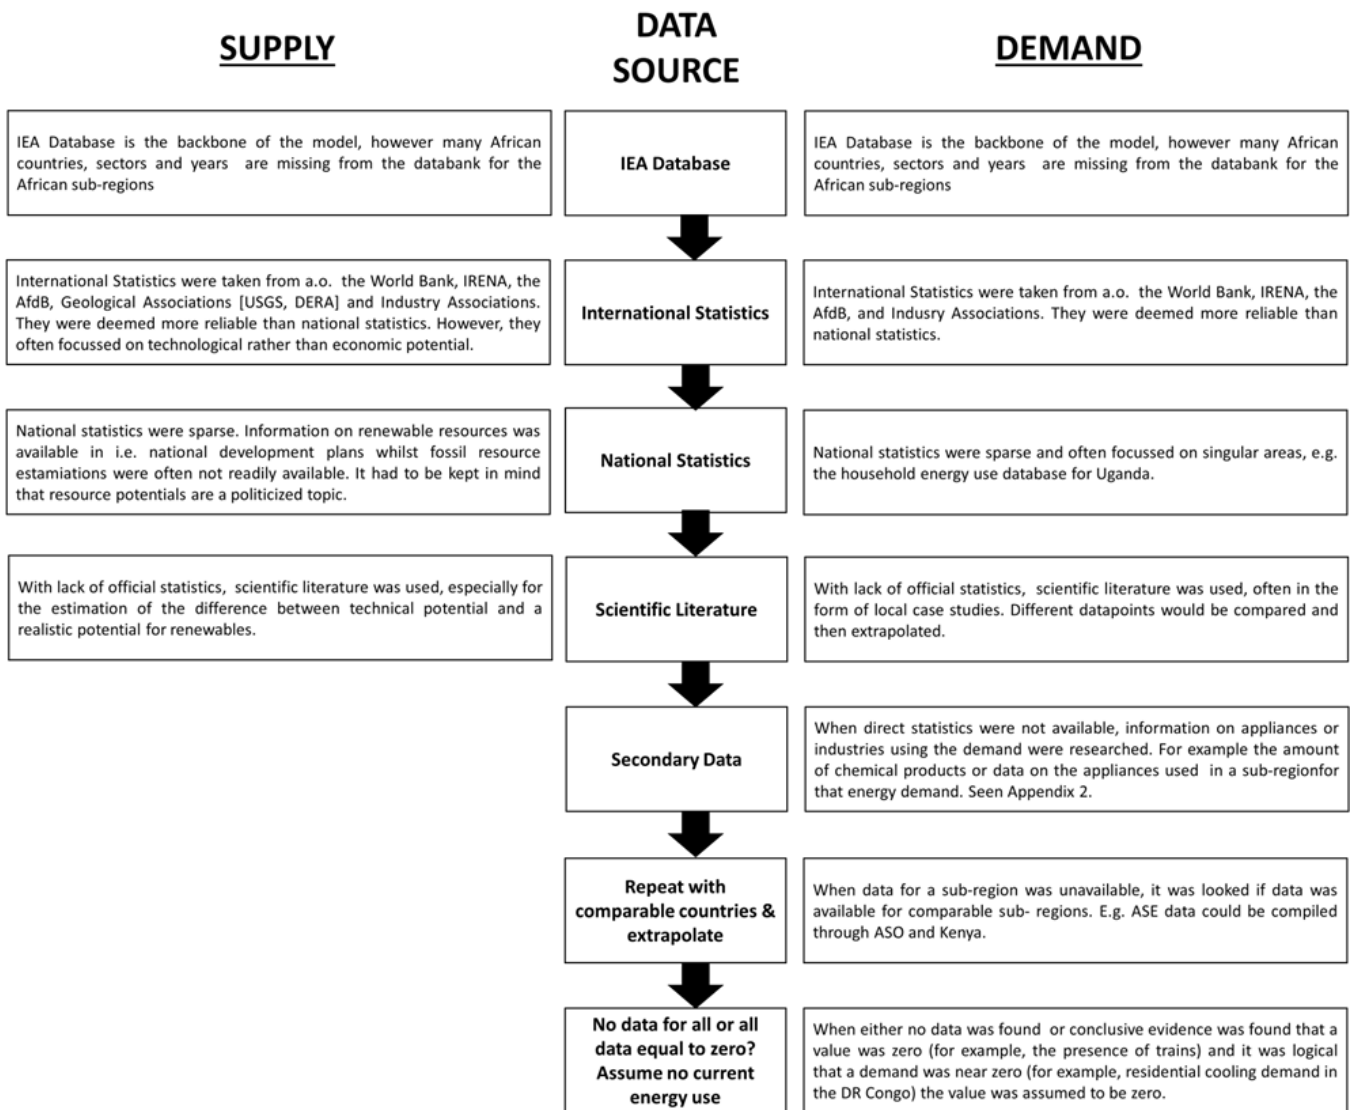 SUPPLY
DATA
SOURCE
DEMAND
IEA Database is the backbone of the model, however many African
countries, sectors and years are missing from the databank for the
African sub-regions
IEA Database
IEA Database is the backbone of the model, however many African
countries, sectors and years are missing from the databank for the
African sub-regions
International Statistics were taken from a.o. the World Bank, IRENA, the
AfdB, Geological Associations [USGS, DERA] and Industry Associations.
They were deemed more reliable than national statistics. However, they
often focussed on technological rather than economic potential.
International Statistics
International Statistics were taken from a.o. the World Bank, IRENA, the
AfdB, and Indusry Associations. They were deemed more reliable than
national statistics.
National statistics were sparse. Information on renewable resources was
available in i.e. national development plans whilst fossil resource
estamiations were often not readily available. It had to be kept in mind
that resource potentials are a politicized topic.
National Statistics
National statistics were sparse and often focussed on singular areas, e.g.
the household energy use database for Uganda.
With lack of official statistics, scientific literature was used, especially for
the estimation of the difference between technical potential and a
realistic potential for renewables.
Scientific Literature
With lack of official statistics, scientific literature was used, often in the
form of local case studies. Different datapoints would be compared and
then extrapolated.
Secondary Data
When direct statistics were not available, information on appliances or
industries using the demand were researched. For example the amount
of chemical products or data on the appliances used in a sub-regionfor
that energy demand. Seen Appendix 2.
Repeat with
comparable countries &
extrapolate
When data for a sub-region was unavailable, it was looked if data was
available for comparable sub- regions. E.g. ASE data could be compiled
through ASO and Kenya.
No data for all or all
data equal to zero?
Assume no current
energy use
When either no data was found or conclusive evidence was found that a
value was zero (for example, the presence of trains) and it was logical
that a demand was near zero (for example, residential cooling demand in
the DR Congo) the value was assumed to be zero.